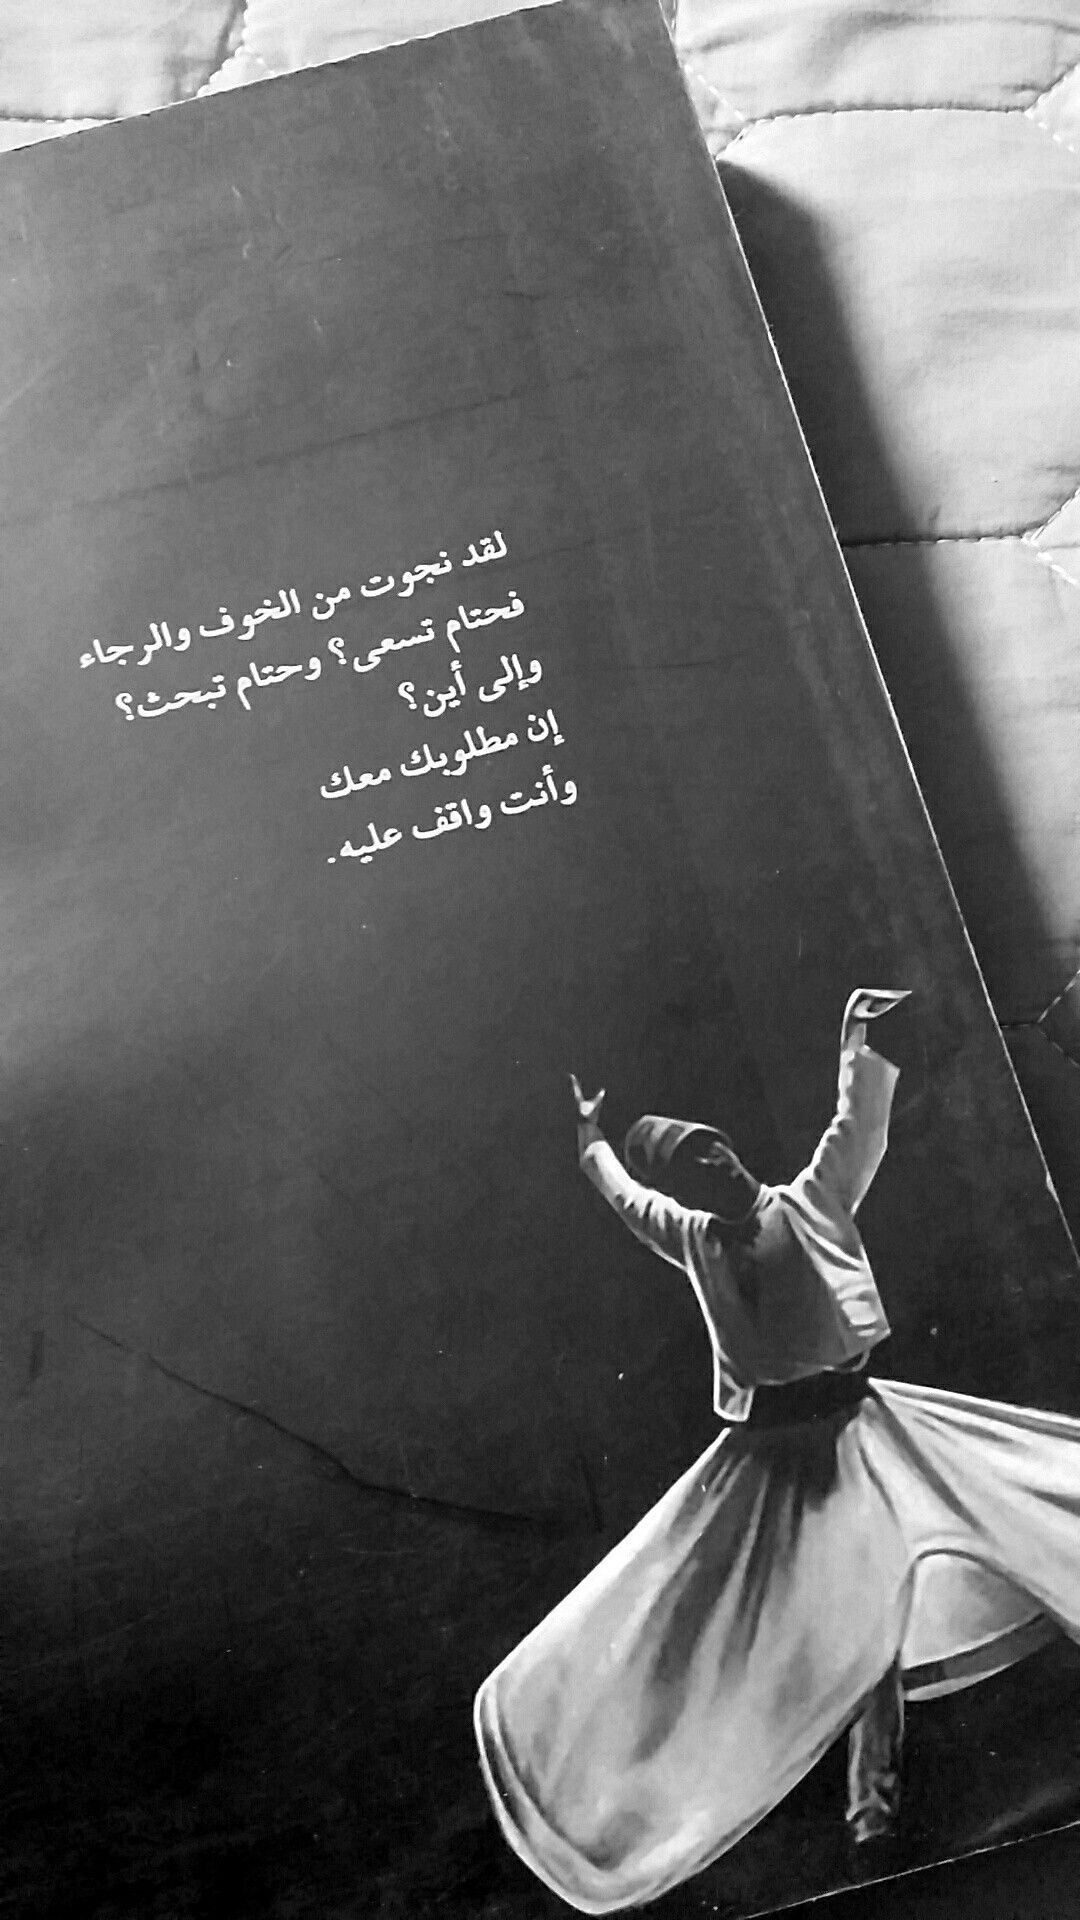 لقد نجوت من الخوف والرجاء
فحتام تسعى؟ وحتام تبحث؟
وإلى أين؟
إن مطلوبك معك
وأنت واقف عليه.